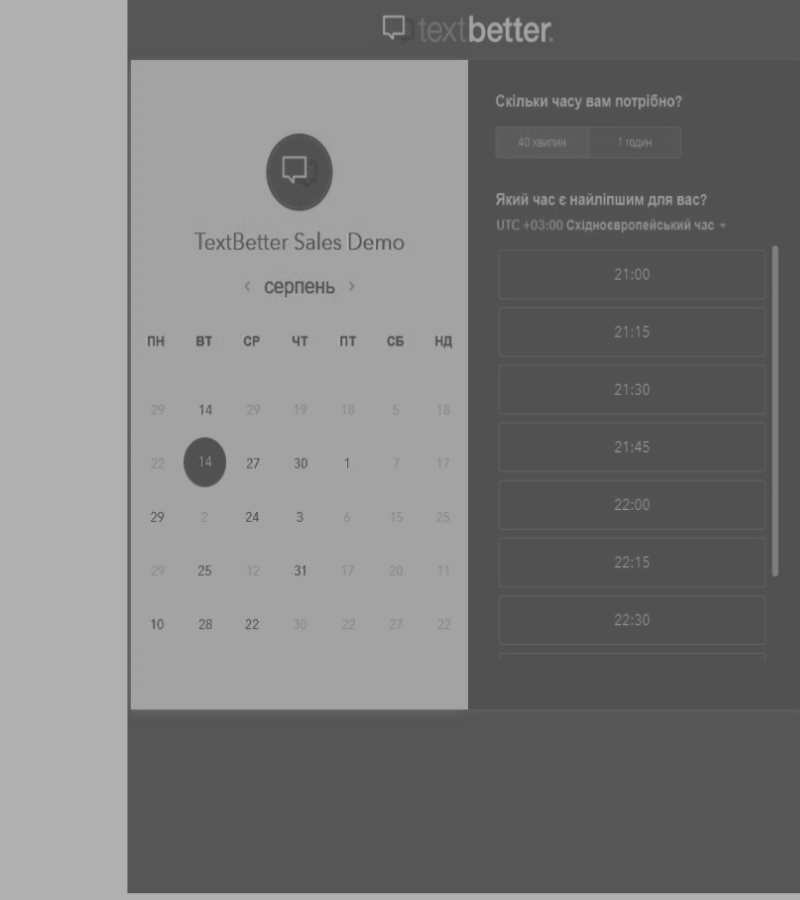 textbetter.
TextBetter Sales Demo
‹ серпень ›
ПН ВТ СР ЧТ ПТ СБ НД
29 14 29 19 18 5 18
22 14 27 30 1 7 17
29 2 24 3 6 15 25
29 25 12 31 17 20 11
10 28 22 30 22 27 22
Скільки часу вам потрібно?
40 хвилин 1 годин
Який час є найліпшим для вас?
UTC +03:00 Східноєвропейський час
21:00
21:15
21:30
21:45
22:00
22:15
22:30